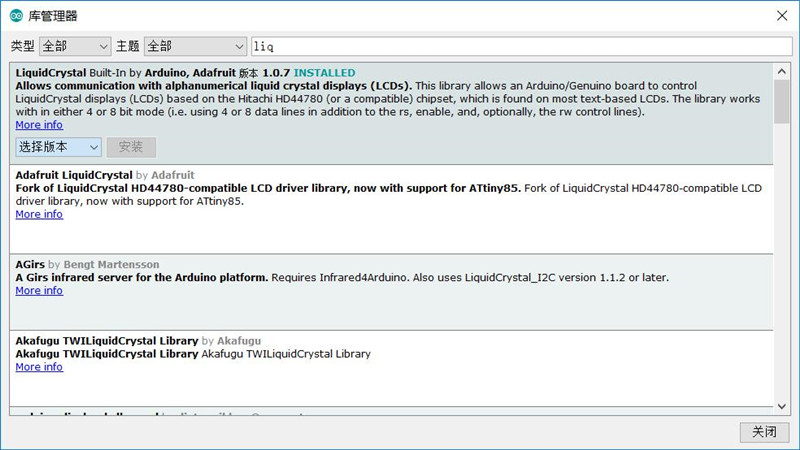 库管理器
类型 全部 主题 全部 liq
LiquidCrystal Built-In by Arduino, Adafruit 版本 1.0.7 INSTALLED
Allows communication with alphanumerical liquid crystal displays (LCDs). This library allows an Arduino/Genuino board to control
LiquidCrystal displays (LCDs) based on the Hitachi HD44780 (or a compatible) chipset, which is found on most text-based LCDs. The library works
with in either 4 or 8 bit mode (i.e. using 4 or 8 data lines in addition to the rs, enable, and, optionally, the rw control lines).
More info
选择版本 安装
Adafruit LiquidCrystal by Adafruit
Fork of LiquidCrystal HD44780-compatible LCD driver library, now with support for ATtiny85. Fork of LiquidCrystal HD44780-compatible LCD
driver library, now with support for ATtiny85.
More info
AGirs by Bengt Martensson
A Girs infrared server for the Arduino platform. Requires Infrared4Arduino. Also uses LiquidCrystal_I2C version 1.1.2 or later.
More info
Akafugu TWILiquidCrystal Library by Akafugu
Akafugu TWILiquidCrystal Library Akafugu TWILiquidCrystal Library
More info
关闭